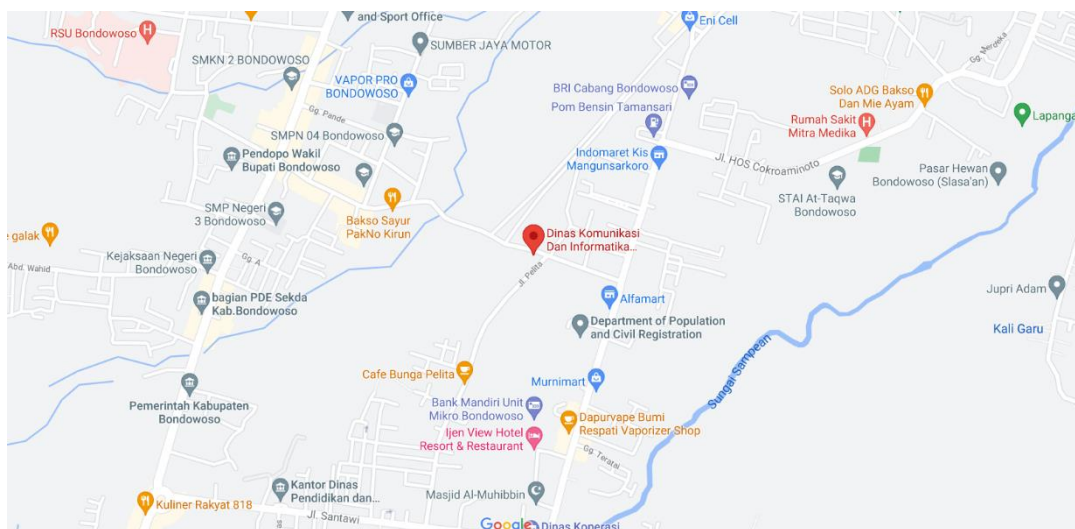 and Sport Office
Eni Cell
RSU Bondowoso
SUMBER JAYA MOTOR
SMKN 2 BONDOWOSO
VAPOR PRO
BONDOWOSO
Gg. Merdeka
BRI Cabang Bondowoso
Solo ADG Bakso
Dan Mie Ayam
Gg. Pande
Pom Bensin Tamansari
Rumah Sakit
Mitra Medika
Lapanga
SMPN 04 Bondowoso
Indomaret Kis
Mangunsarkoro
Jl. HOS Cokroaminoto
Pendopo Wakil
Bupati Bondowoso
Pasar Hewan
Bondowoso (Slasa'an)
STAI At-Taqwa
Bondowoso
SMP Negeri
3 Bondowoso
Bakso Sayur
PakNo Kirun
e galak
Dinas Komunikasi
Dan Informatika...
Kejaksaan Negeri
Bondowoso
Gg. A
Abd. Wahid
Jl. Pelita
bagian PDE Sekda
Kab.Bondowoso
Alfamart
Jupri Adam
Department of Population
and Civil Registration
Kali Garu
Sungai Sampean
Cafe Bunga Pelita
Murnimart
Pemerintah Kabupaten
Bondowoso
Bank Mandiri Unit
Mikro Bondowoso
Dapurvape Bumi
Respati Vaporizer Shop
Ijen View Hotel
Resort & Restaurant
Gg. Teratai
Kantor Dinas
Pendidikan dan...
Masjid Al-Muhibbin
Kuliner Rakyat 818
Jl. Santawi
Google
Dinas Koperasi